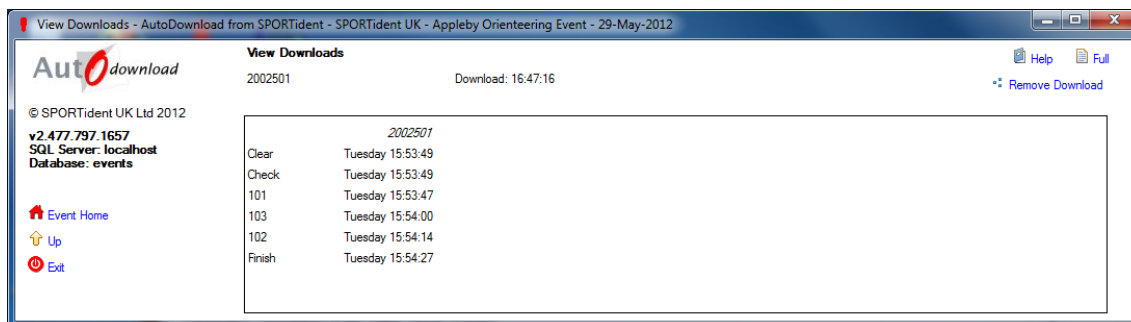 View Downloads - AutoDownload from SPORTident - SPORTident UK - Appleby Orienteering Event - 29-May-2012
AutOdownload
© SPORTident UK Ltd 2012
v2.477.797.1657
SQL Server: localhost
Database: events
Event Home
Up
Exit
View Downloads
2002501 Download: 16:47:16
Help Full
Remove Download
2002501
Clear Tuesday 15:53:49
Check Tuesday 15:53:49
101 Tuesday 15:53:47
103 Tuesday 15:54:00
102 Tuesday 15:54:14
Finish Tuesday 15:54:27